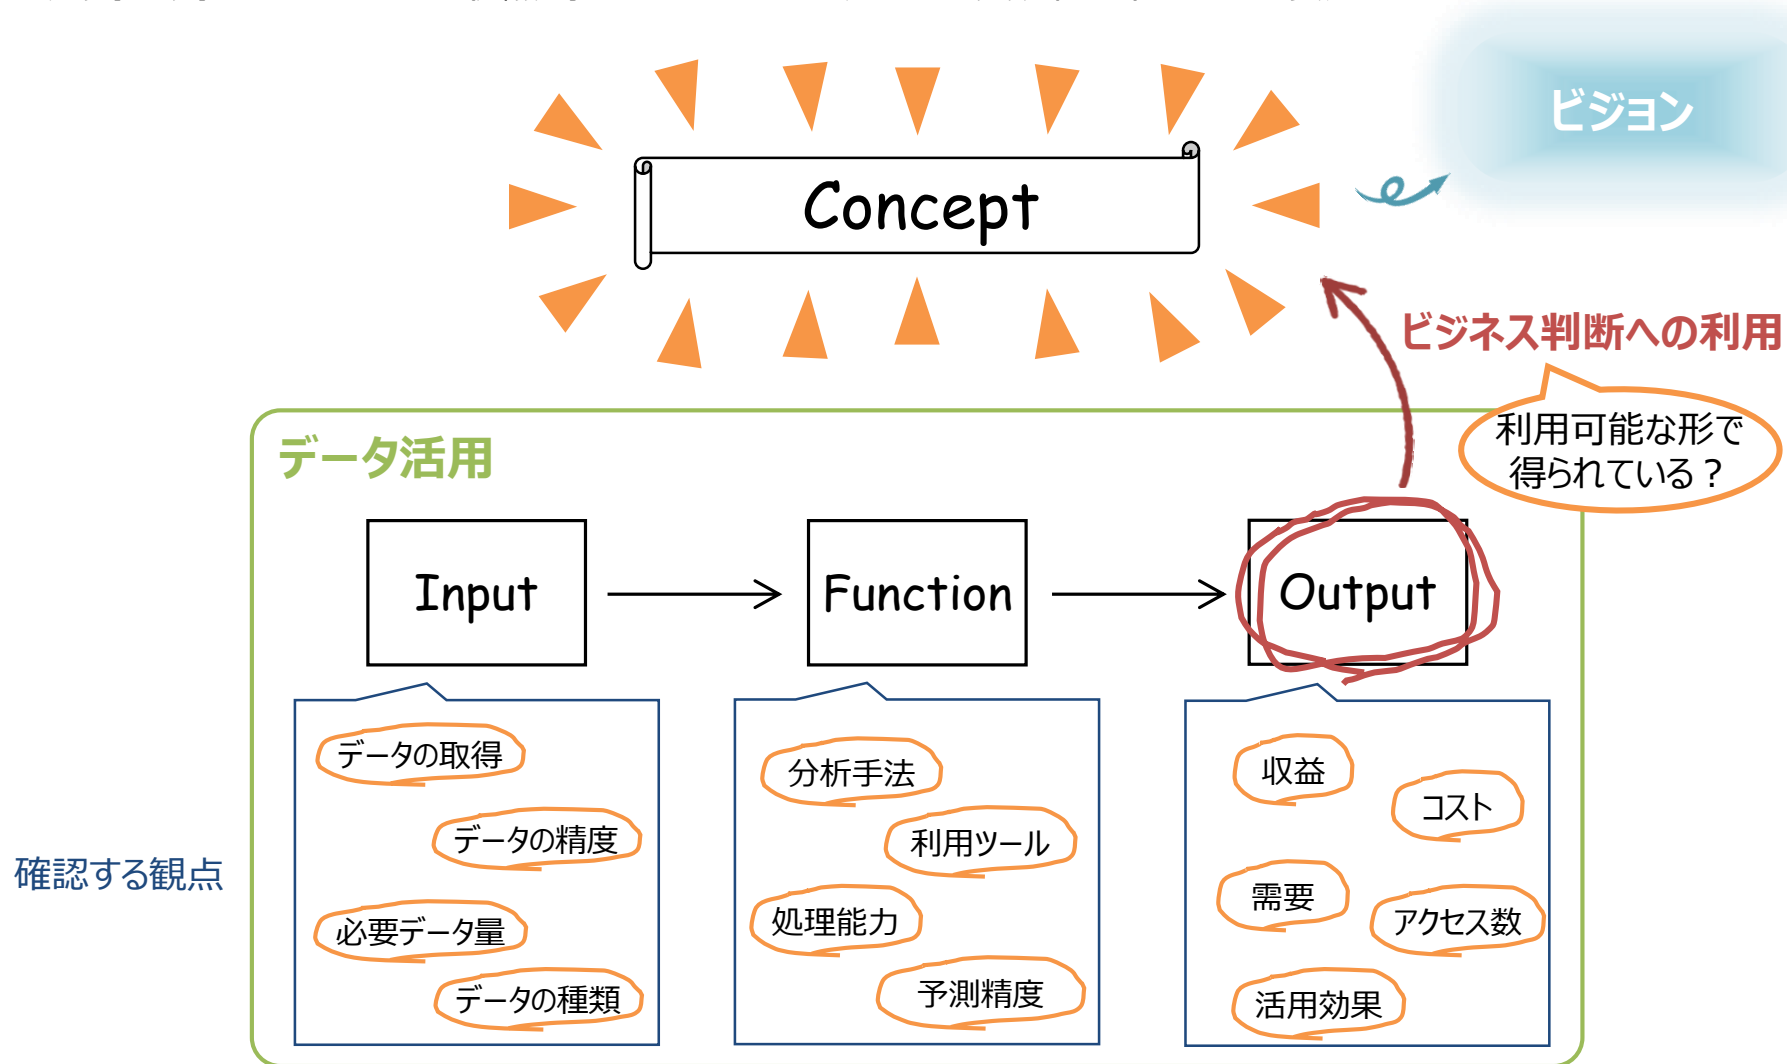 ビジョン
Concept
ビジネス判断への利用
利用可能な形で
得られている？
データ活用
Input
Function
Output
確認する観点
データの取得
データの精度
必要データ量
データの種類
分析手法
利用ツール
処理能力
予測精度
収益
コスト
需要
アクセス数
活用効果